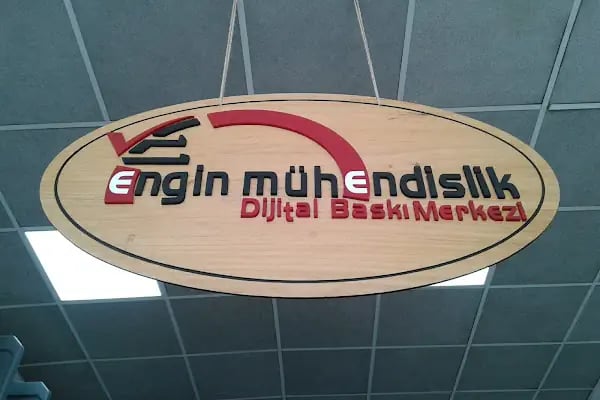 engin mühendislik
Dijital Baskı Merkezi